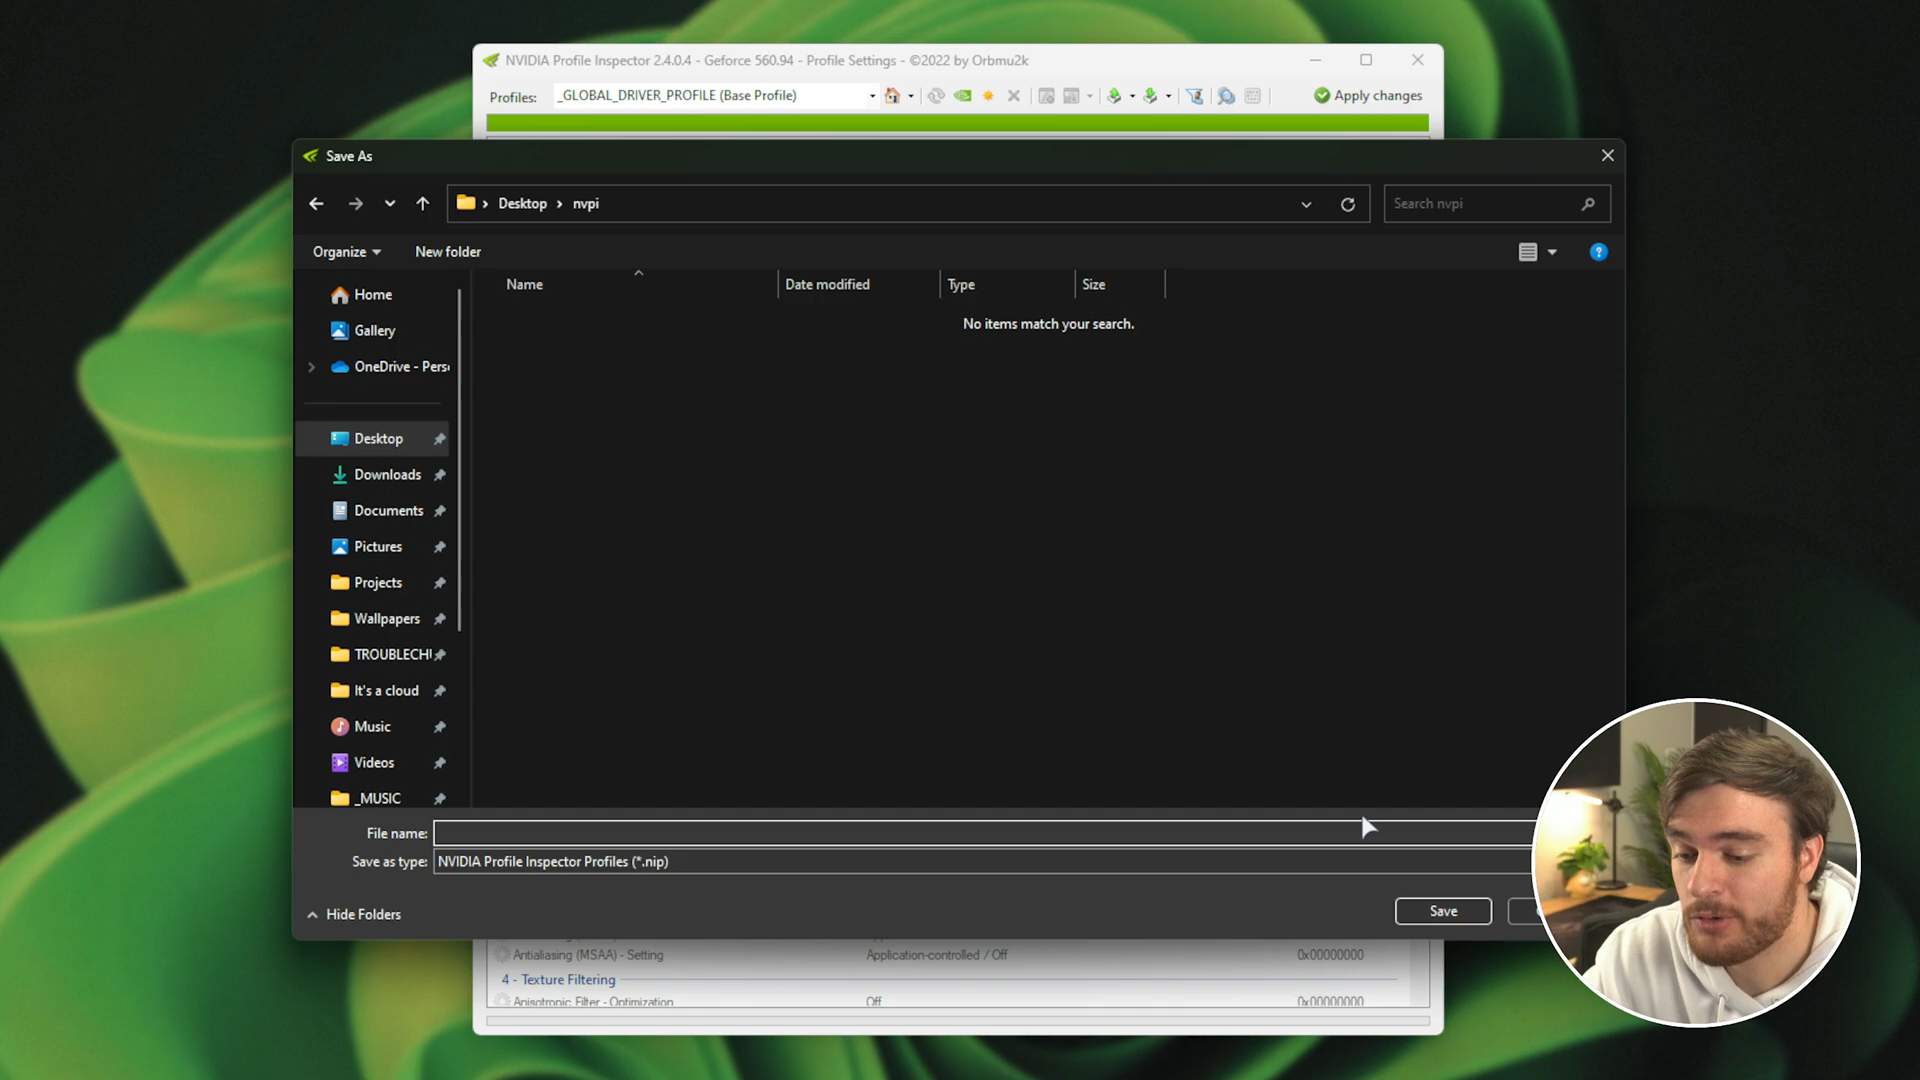 NVIDIA Profile Inspector 2.4.0.4 - Geforce 560.94 - Profile Settings - ©2022 by Orbmu2k
Profiles: _GLOBAL_DRIVER_PROFILE (Base Profile) Apply changes
Save As
Desktop > nvpi
Search nvpi
Organize
New folder
Name
Date modified
Type
Size
No items match your search.
Home
Gallery
OneDrive - Pers
Desktop
Downloads
Documents
Pictures
Projects
Wallpapers
TROUBLECH
It's a cloud
Music
Videos
_MUSIC
File name:
Save as type: NVIDIA Profile Inspector Profiles (*.nip)
Hide Folders
Save
Antialiasing (MSAA) - Setting Application-controlled / Off 0x00000000
4 - Texture Filtering
Anisotropic Filter - Optimization Off 0x00000000